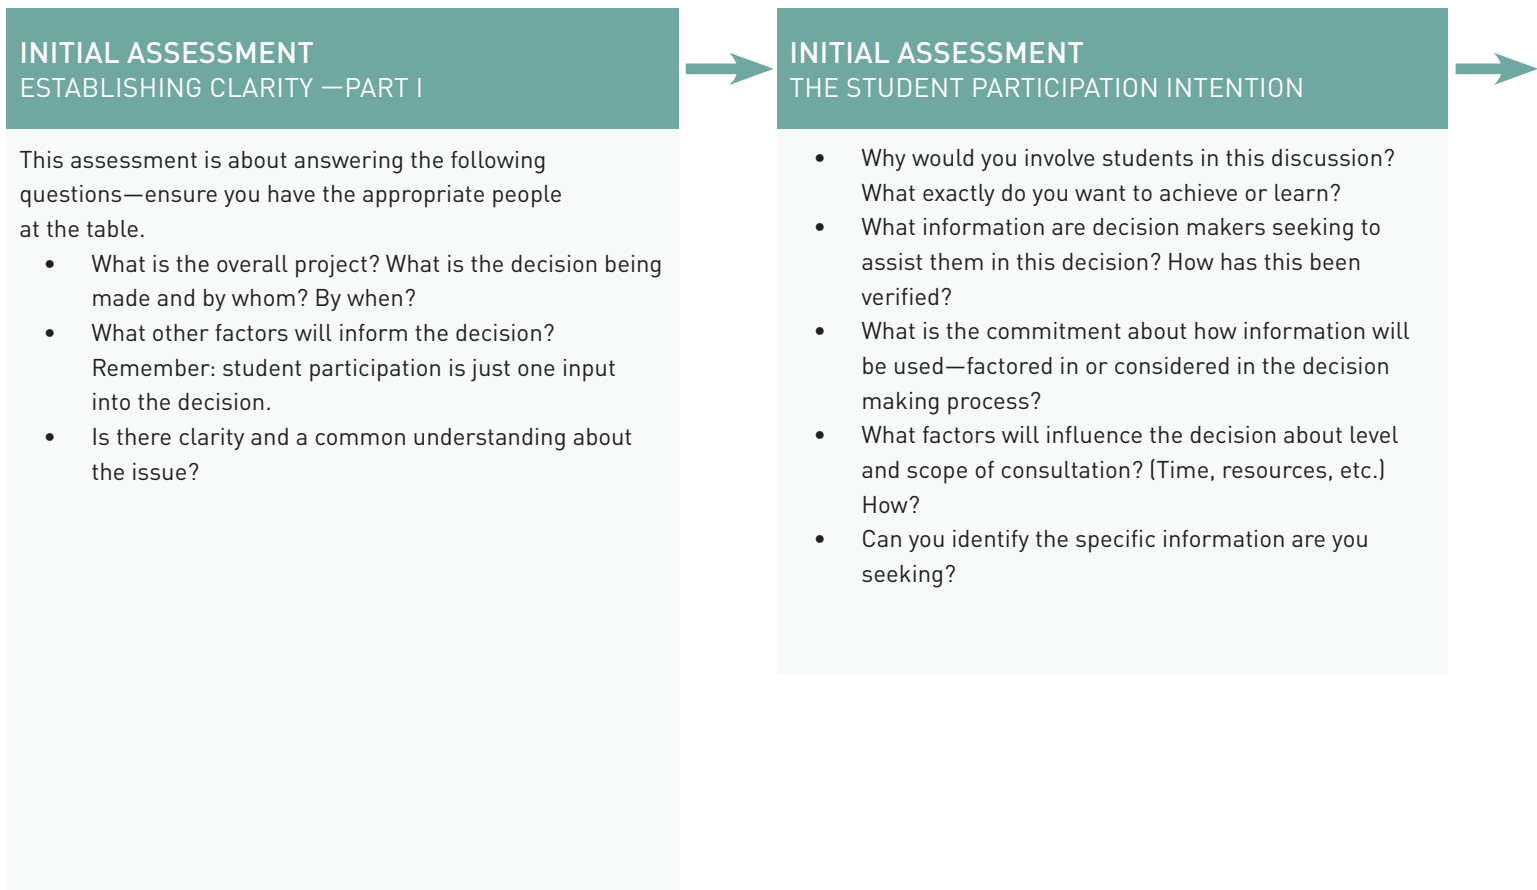 INITIAL ASSESSMENT
ESTABLISHING CLARITY —PART I
This assessment is about answering the following
questions—ensure you have the appropriate people
at the table.
• What is the overall project? What is the decision being
made and by whom? By when?
• What other factors will inform the decision?
Remember: student participation is just one input
into the decision.
• Is there clarity and a common understanding about
the issue?
INITIAL ASSESSMENT
THE STUDENT PARTICIPATION INTENTION
• Why would you involve students in this discussion?
What exactly do you want to achieve or learn?
• What information are decision makers seeking to
assist them in this decision? How has this been
verified?
• What is the commitment about how information will
be used—factored in or considered in the decision
making process?
• What factors will influence the decision about level
and scope of consultation? (Time, resources, etc.)
How?
• Can you identify the specific information are you
seeking?